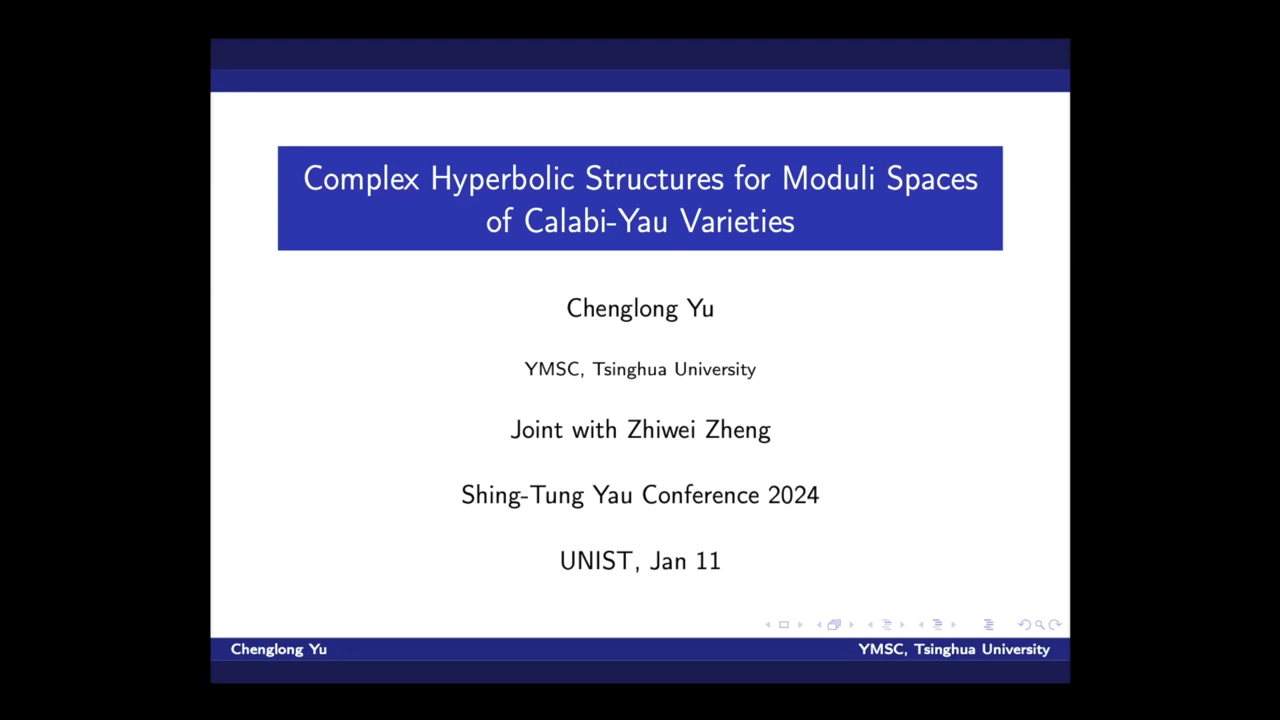 Complex Hyperbolic Structures for Moduli Spaces
of Calabi-Yau Varieties
Chenglong Yu
YMSC, Tsinghua University
Joint with Zhiwei Zheng
Shing-Tung Yau Conference 2024
UNIST, Jan 11
Chenglong Yu
YMSC, Tsinghua University